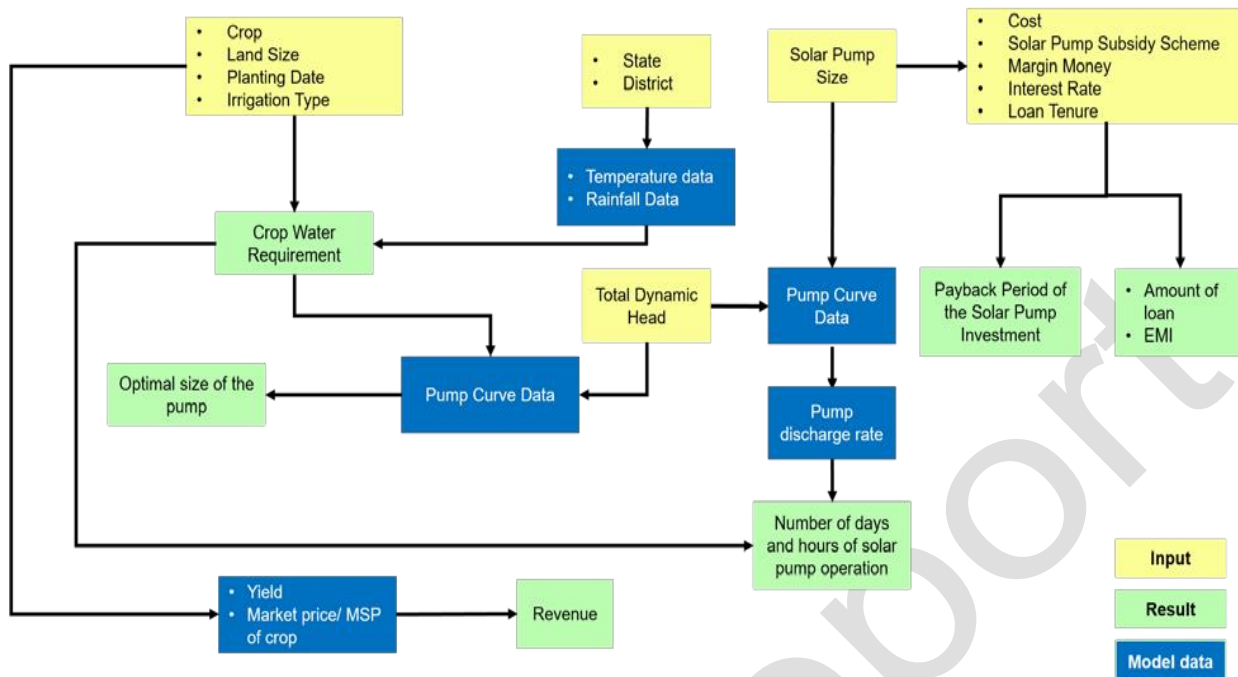 • Crop
• Land Size
• Planting Date
• Irrigation Type
• State
• District
Solar Pump
Size
• Cost
• Solar Pump Subsidy Scheme
• Margin Money
• Interest Rate
• Loan Tenure
• Temperature data
• Rainfall Data
Crop Water
Requirement
Total Dynamic
Head
Pump Curve
Data
Payback Period of
the Solar Pump
Investment
• Amount of
loan
• EMI
Optimal size of the
pump
Pump Curve Data
Pump
discharge rate
Number of days
and hours of solar
pump operation
• Yield
• Market price/ MSP
of crop
Revenue
Input
Result
Model data
port